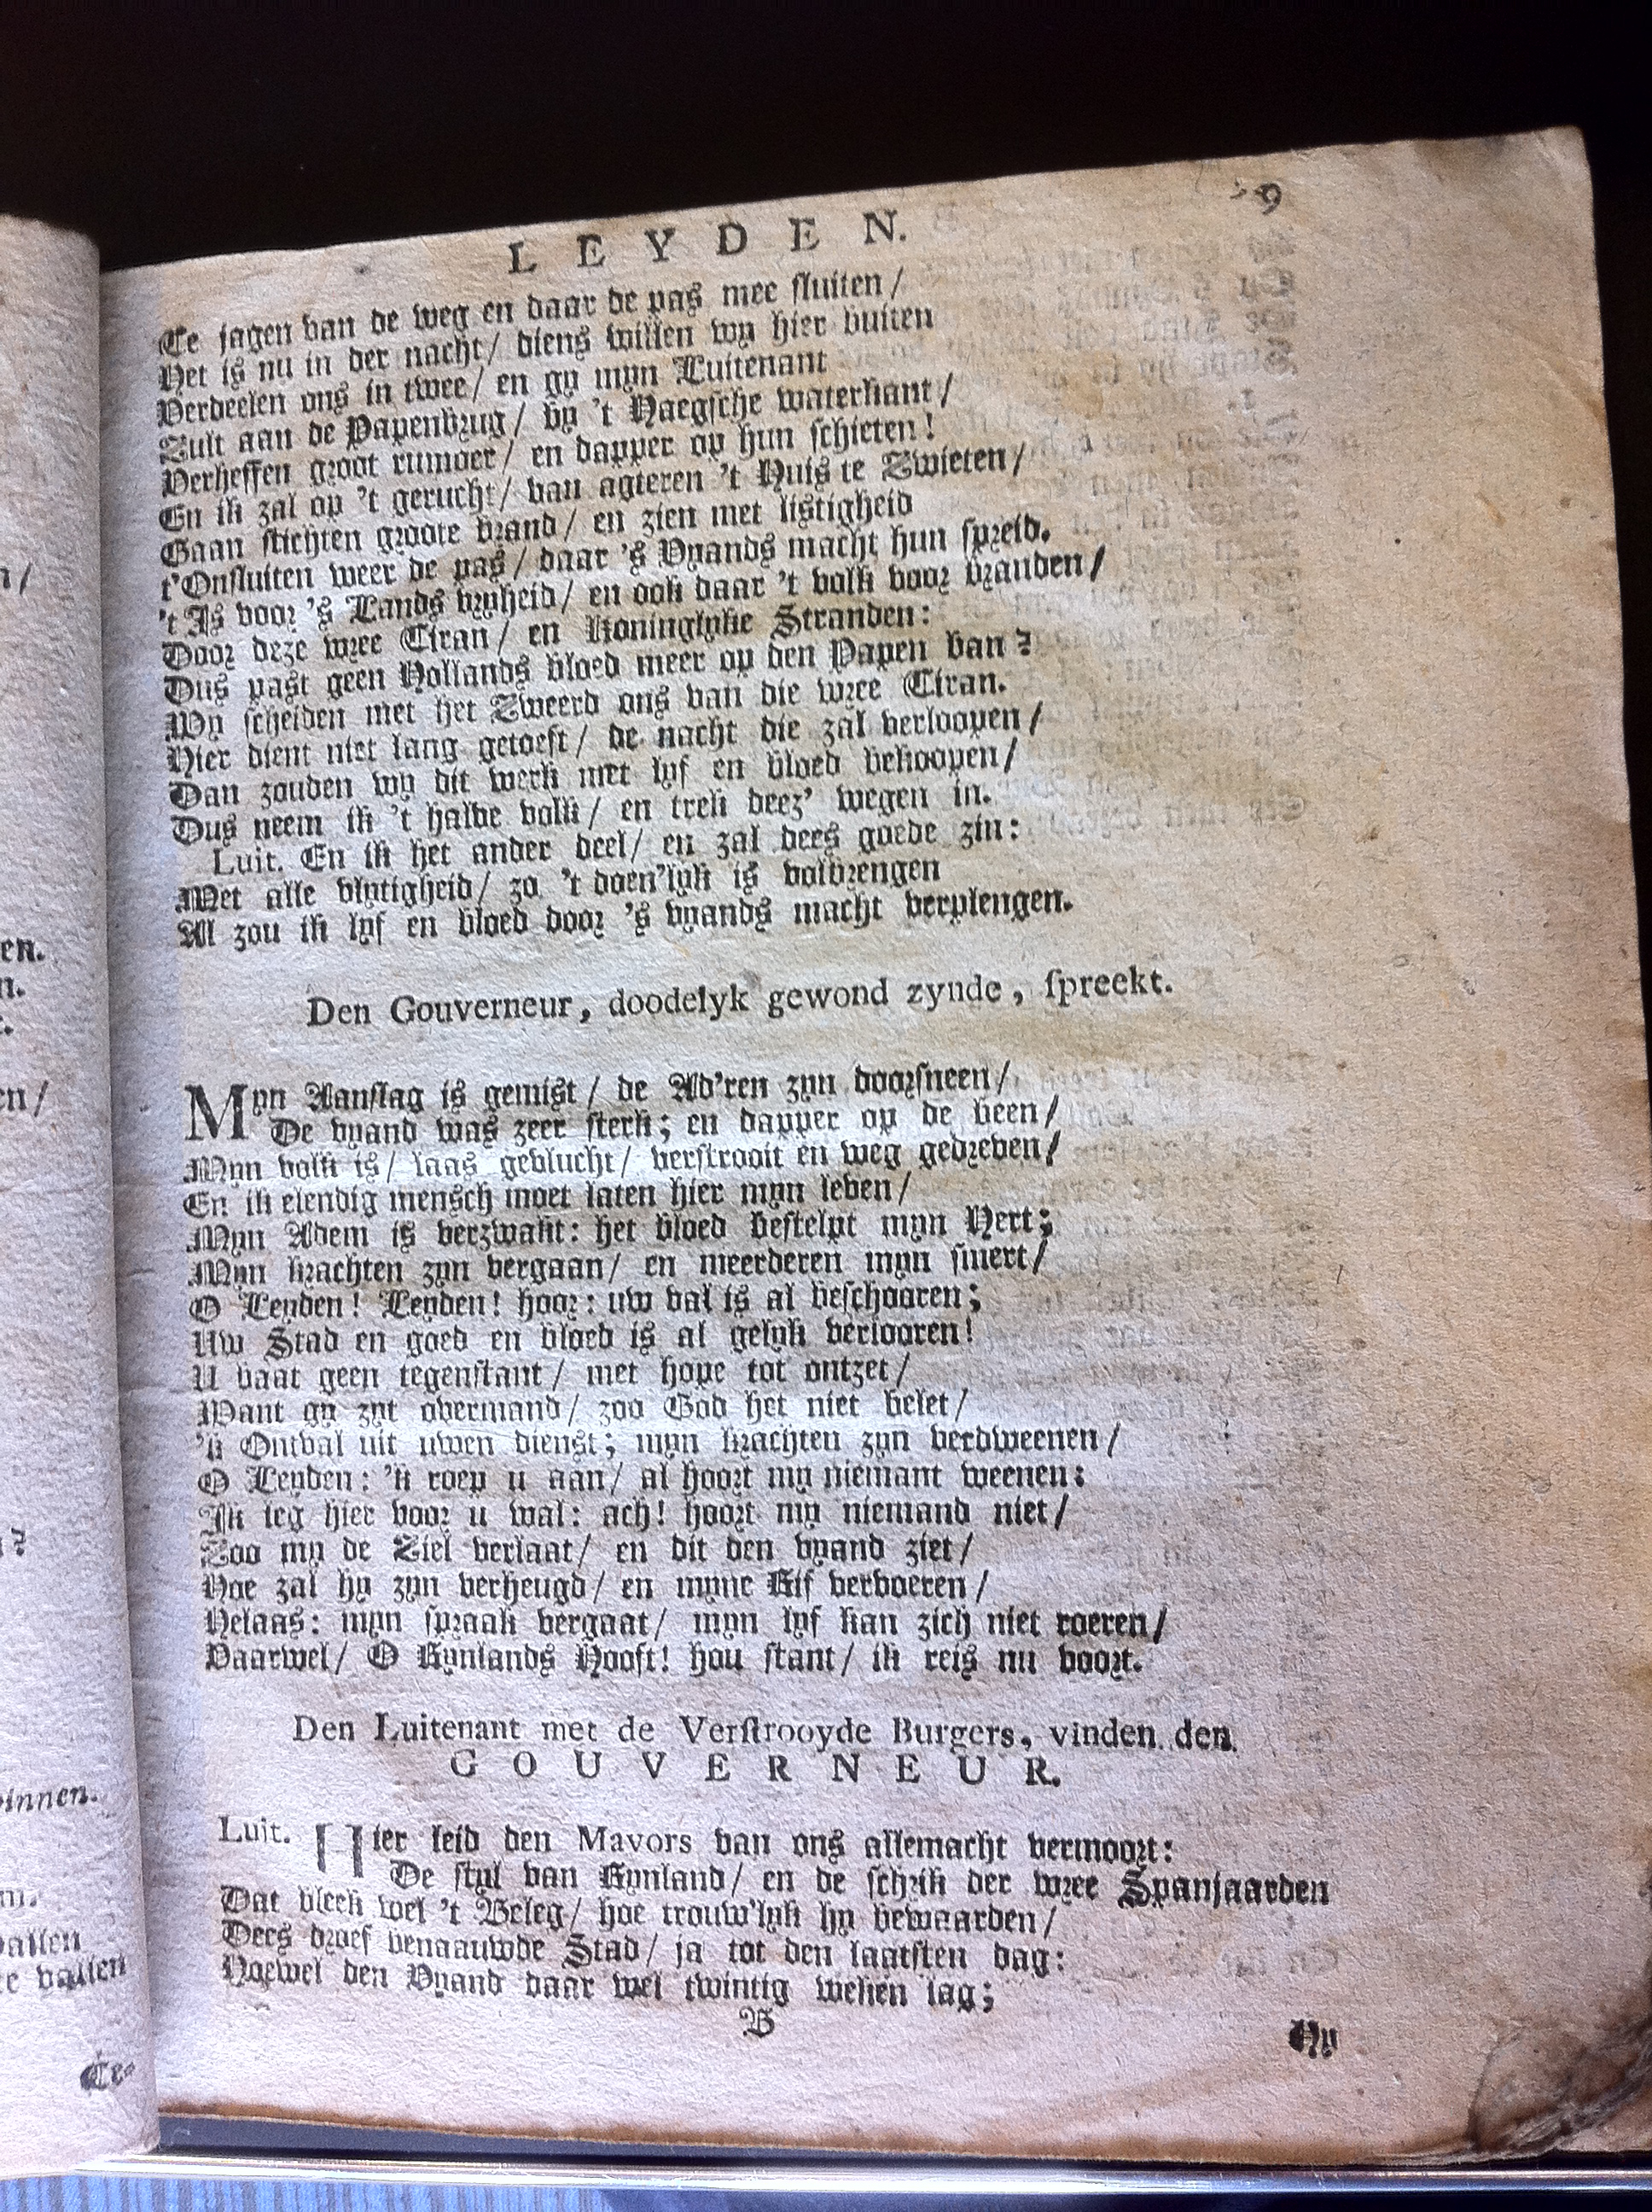 9
LEYDEN.
Te jagen van de weg en daar de pas mee sluiten/
Het is nu in der nacht/ diens willen wy hier buiten
Verdeelen ons in twee/ en gy myn Luitenant
Zult aan de Papenbrug/ by 't Haegsche waterkant/
Verheffen groot rumoer/ en dapper op hun schieten!
En ik zal op 't gerucht/ van agteren 't Huis te Zwieten/
Gaan stichten groote brand/ en zien met listigheid
t'Onsluiten weer de pas/ daar 's Vyands macht hun spreid.
't Is voor 's Lands vryheid/ en ook daar 't volk voor branden/
Door deze wree Tiran/ en Koninglyke Stranden:
Dus past geen Hollands bloed meer op den Papen ban?
Wy scheiden met het Zweerd ons van die wree Tiran.
Hier dient niet lang getoeft/ de nacht die zal verloopen/
Dan zouden wy dit werk met lyf en bloed bekoopen/
Dus neem ik 't halve volk/ en trek deez' wegen in.
Luit. En ik het ander deel/ en zal dees goede zin:
Met alle vlytigheid/ zo 't doen'lyk is volbrengen
Al zou ik lyf en bloed door 's vyands macht verplengen.
Den Gouverneur, doodelyk gewond zynde, spreekt.
Myn Aanslag is gemist/ de Ad'ren zyn doorsneen/
De vyand was zeer sterk; en dapper op de been/
Myn volk is/ laas gevlucht/ verstrooit en weg gedreven/
En ik elendig mensch moet laten hier myn leven/
Myn Adem is verzwakt: het bloed bestelpt myn Hert;
Myn krachten zyn vergaan/ en meerderen myn smert/
O Leyden! Leyden! hoor: uw val is al beschooren;
Uw Stad en goed en bloed is al gelyk verlooren!
U baat geen tegenstant/ met hope tot ontzet/
Want gy zyt overmand/ zoo God het niet belet/
'k Ontval uit uwen dienst; myn krachten zyn verdweenen/
O Leyden: 'k roep u aan/ al hoort my niemant weenen:
Ik leg hier voor u wal: ach! hoort my niemand niet/
Zoo my de Ziel verlaat/ en dit den vyand ziet/
Hoe zal hy zyn verheugd/ en myne Rif vervoeren/
Helaas: myn spraak vergaat/ myn lyf kan zich niet roeren/
Vaarwel/ O Rynlands Hooft! hou stant/ ik reis nu voort.
Den Luitenant met de Verstrooyde Burgers, vinden den
GOUVERNEUR.
Luit. Hier leid den Mavors van ons allemacht vermoort:
De styl van Rynland/ en de schrik der wree Spanjaarden
Dat bleek wel 't Beleg/ hoe trouw'lyk hy bewaarden/
Dees droef benaauwde Stad/ ja tot den laatsten dag:
Hoewel den Vyand daar wel twintig weken lag;
B
Hy